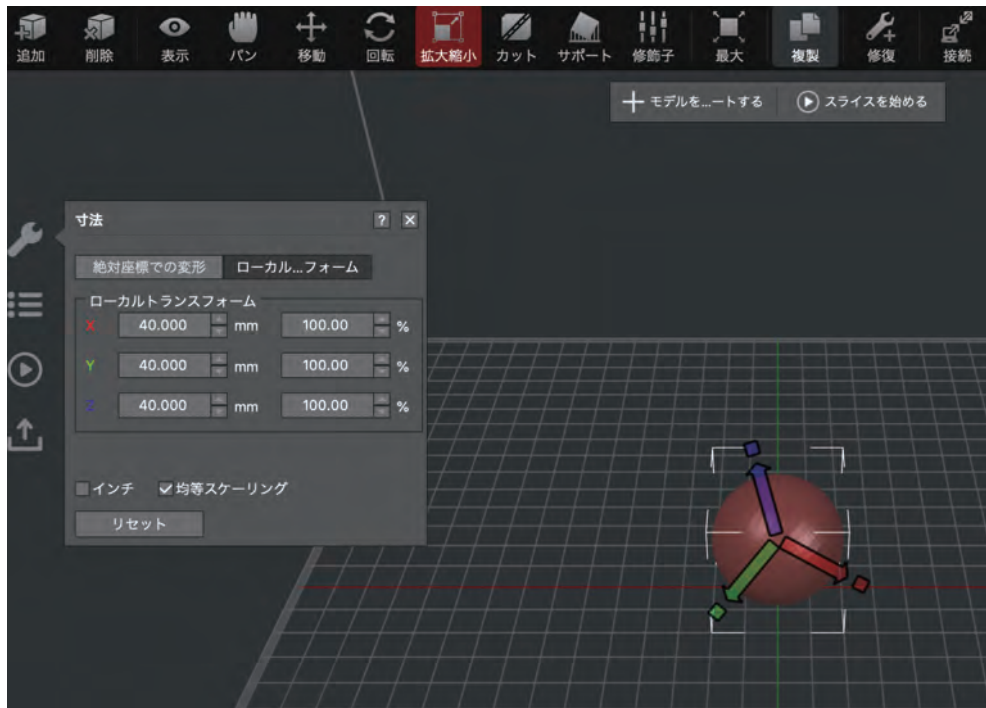 追加 削除 表示 パン 移動 回転 拡大縮小 カット サポート 修飾子 最大 複製 修復 接続
モデルを...ートする スライスを始める
寸法 ?
絶対座標での変形 ローカル...フォーム
ローカルトランスフォーム
X 40.000 mm 100.00 %
Y 40.000 mm 100.00 %
Z 40.000 mm 100.00 %
インチ 均等スケーリング
リセット